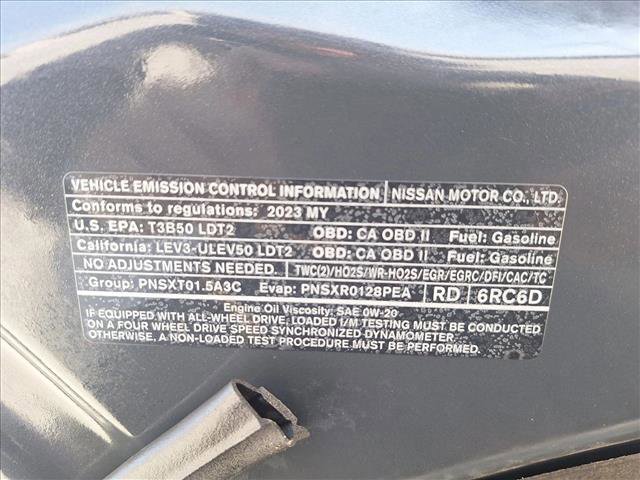 VEHICLE EMISSION CONTROL INFORMATION NISSAN MOTOR CO., LTD.
Conforms to regulations: 2023 MY
U.S. EPA: T3B50 LDT2 OBD: CA OBD II Fuel: Gasoline
California: LEV3-ULEV50 LDT2 OBD: CA OBD II Fuel: Gasoline
NO ADJUSTMENTS NEEDED. TWC(2)/HO2S/WR-HO2S/EGR/EGRC/DFI/CAC/TC
Group: PNSXT01.5A3C Evap: PNSXR0128PEA RD 6RC6D
Engine Oil Viscosity: SAE 0W-20
IF EQUIPPED WITH ALL-WHEEL DRIVE, LOADED I/M TESTING MUST BE CONDUCTED
ON A FOUR WHEEL DRIVE SPEED SYNCHRONIZED DYNAMOMETER.
OTHERWISE, A NON-LOADED TEST PROCEDURE MUST BE PERFORMED.